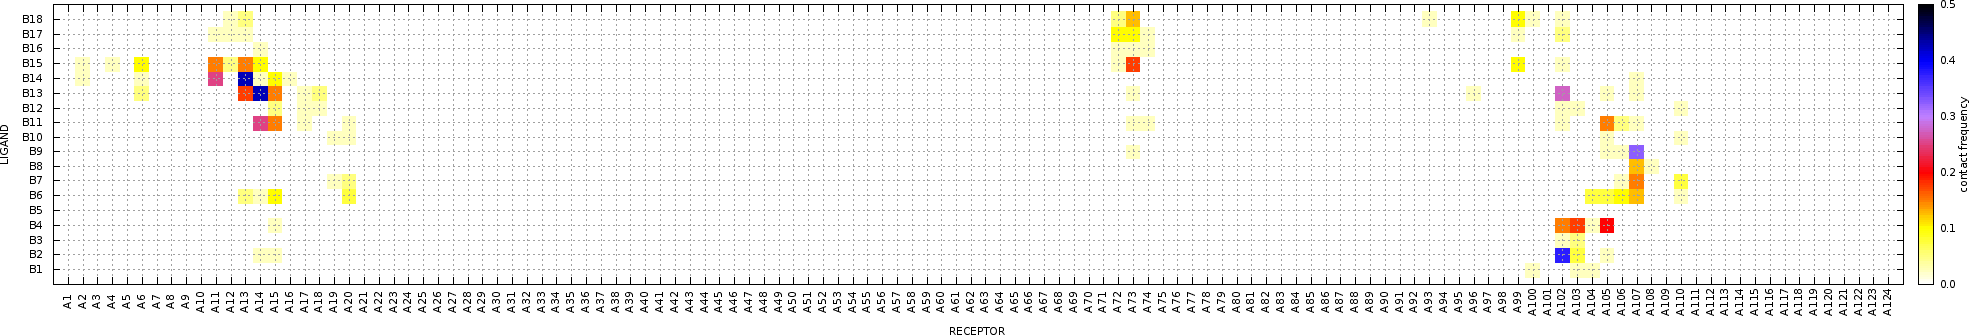 B18
B17
B16
B15
B14
B13
B12
B11
B10
B9
B8
B7
B6
B5
B4
B3
B2
B1
LIGAND
A1 A2 A3 A4 A5 A6 A7 A8 A9 A10 A11 A12 A13 A14 A15 A16 A17 A18 A19 A20 A21 A22 A23 A24 A25 A26 A27 A28 A29 A30 A31 A32 A33 A34 A35 A36 A37 A38 A39 A40 A41 A42 A43 A44 A45 A46 A47 A48 A49 A50 A51 A52 A53 A54 A55 A56 A57 A58 A59 A60 A61 A62 A63 A64 A65 A66 A67 A68 A69 A70 A71 A72 A73 A74 A75 A76 A77 A78 A79 A80 A81 A82 A83 A84 A85 A86 A87 A88 A89 A90 A91 A92 A93 A94 A95 A96 A97 A98 A99 A100 A101 A102 A103 A104 A105 A106 A107 A108 A109 A110 A111 A112 A113 A114 A115 A116 A117 A118 A119 A120 A121 A122 A123 A124
RECEPTOR
0.5
0.4
0.3
0.2
0.1
0.0
contact frequency